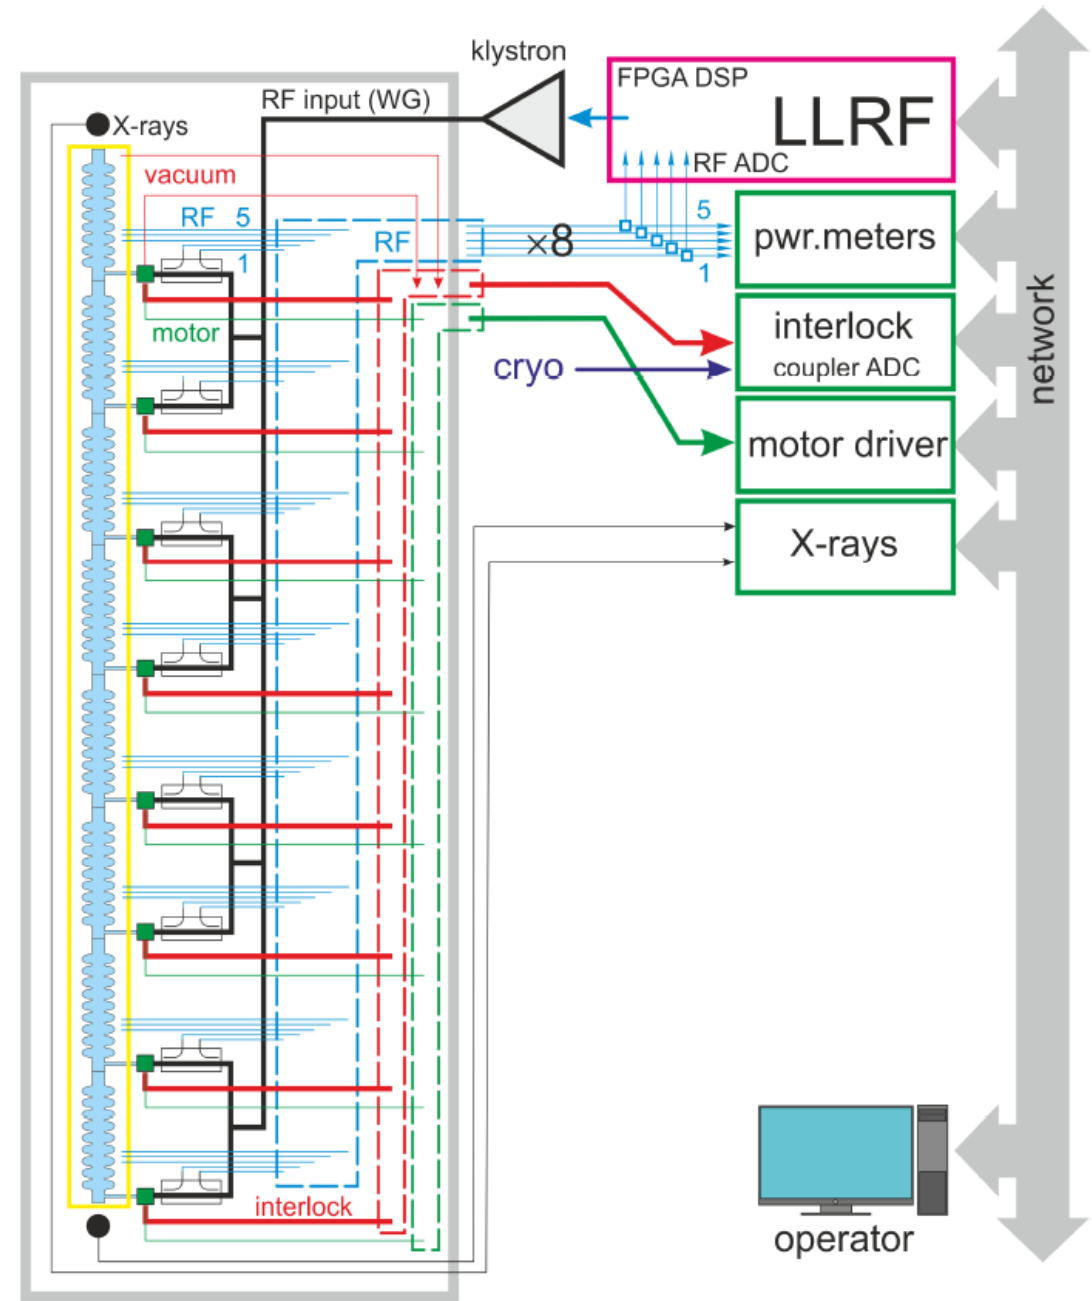 klystron
FPGA DSP
LLRF
RF ADC
RF input (WG)
X-rays
vacuum
RF 5
1
RF
×8
5
1
pwr.meters
motor
interlock
coupler ADC
cryo
motor driver
X-rays
network
interlock
operator